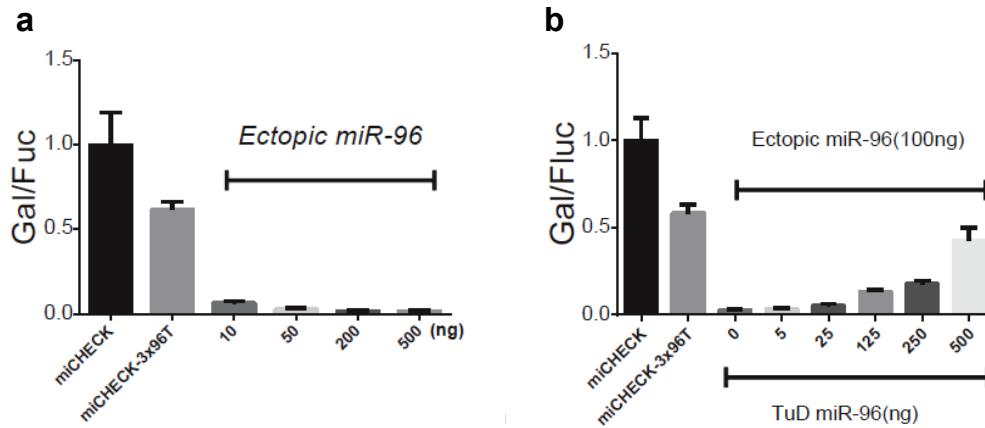 a
1.5
1.0
0.5
0.0
Gal/Fuc
Ectopic miR-96
miCHECK
miCHECK-3x96T
10
50
200
500
(ng)
b
1.5
1.0
0.5
0.0
Gal/Fluc
Ectopic miR-96(100ng)
miCHECK
miCHECK-3x96T
0
5
25
125
250
500
TuD miR-96(ng)